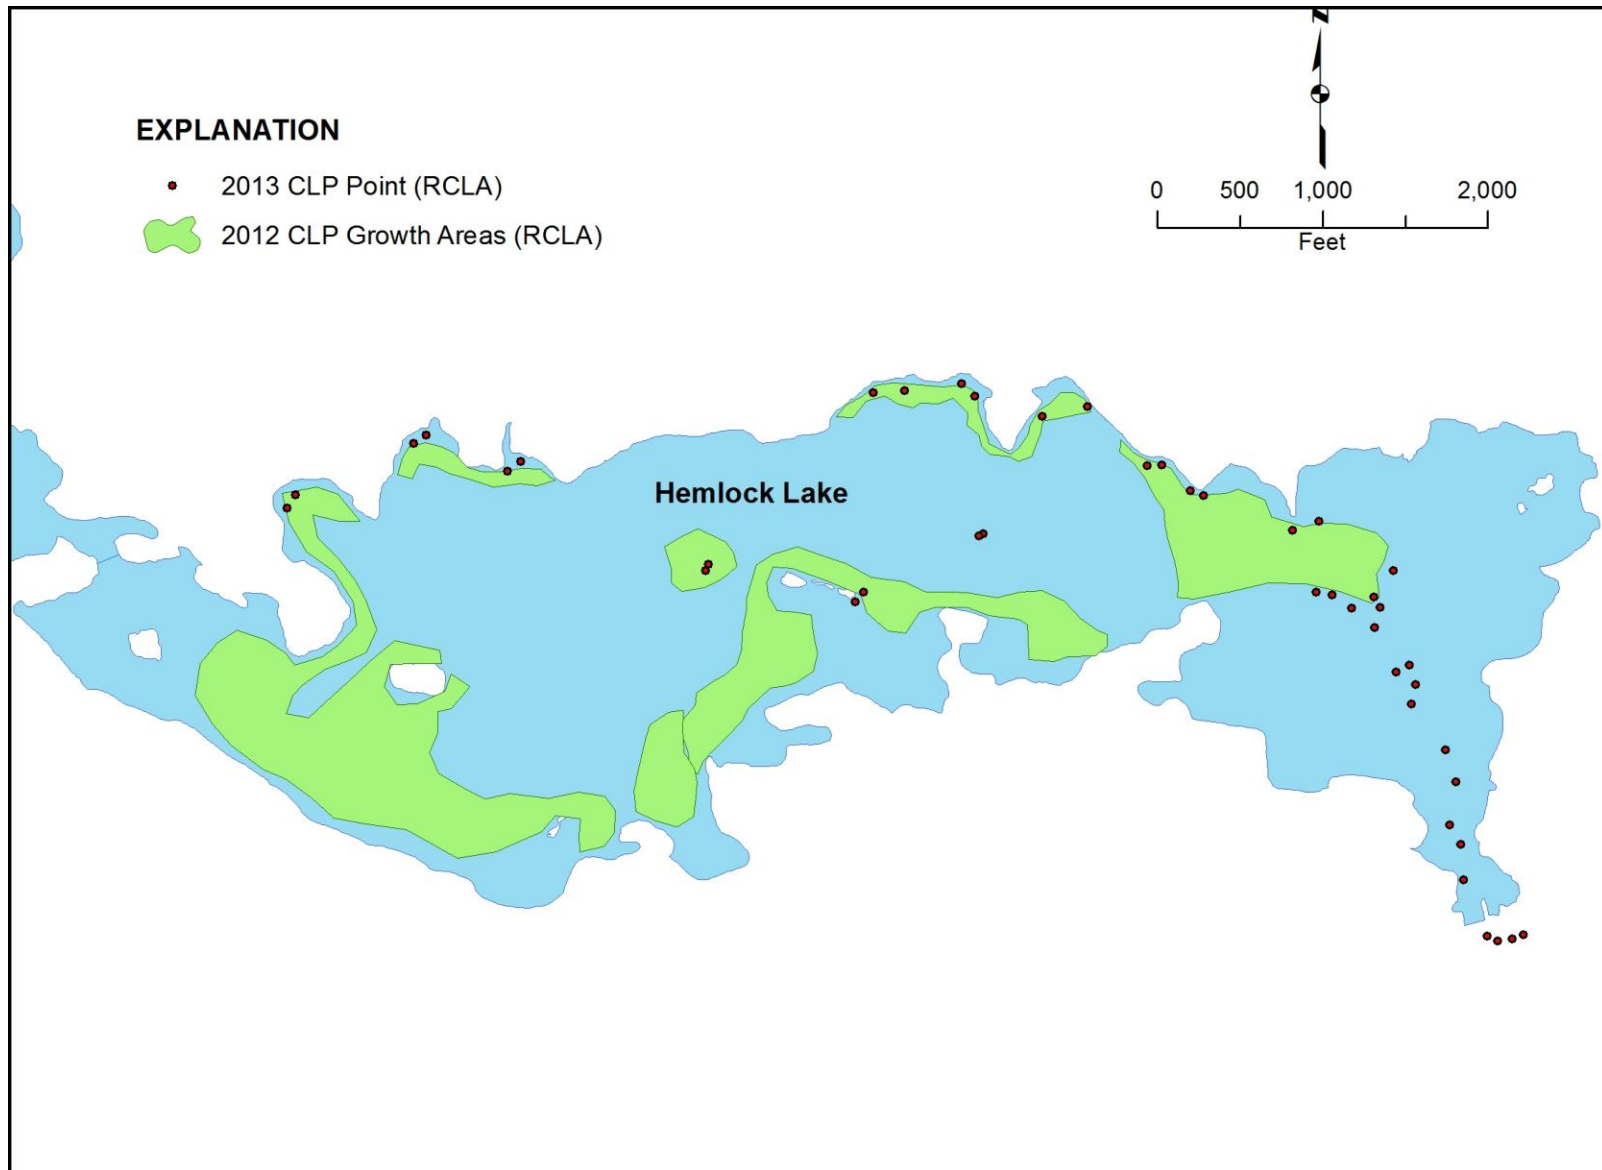 N
EXPLANATION
2013 CLP Point (RCLA)
2012 CLP Growth Areas (RCLA)
0 500 1,000 2,000
Feet
Hemlock Lake